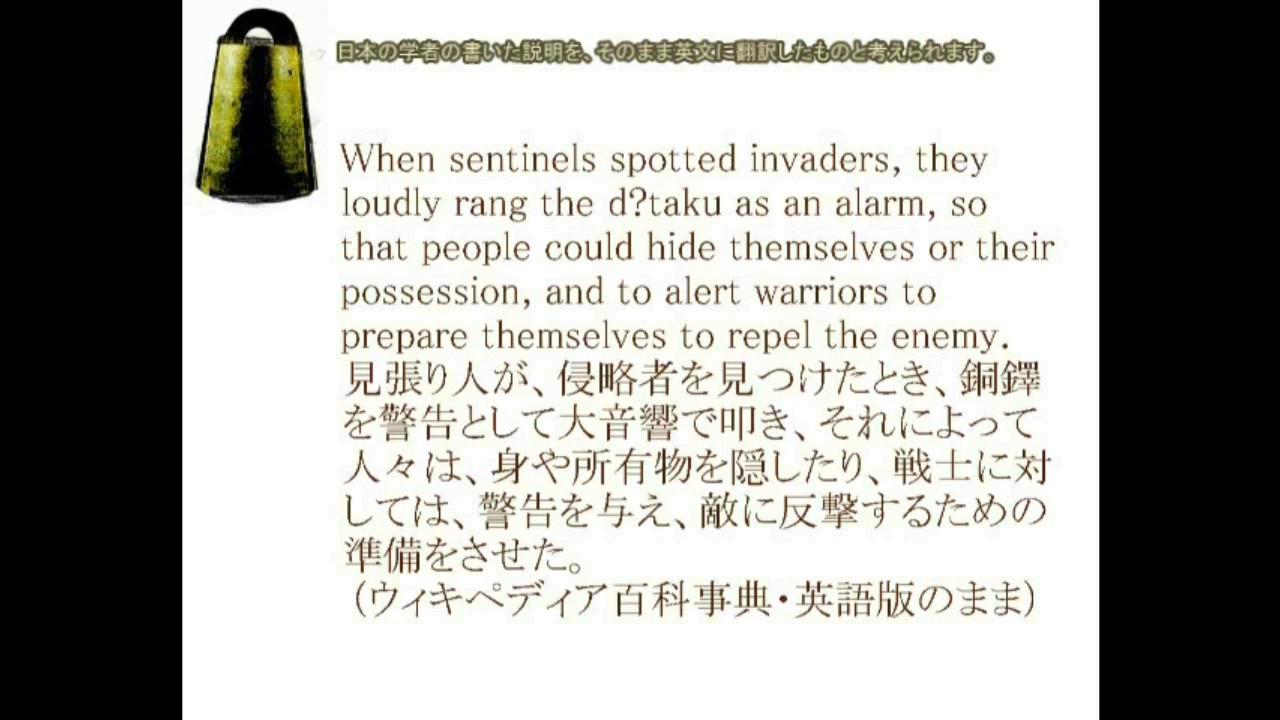 日本の学者の書いた説明を、そのまま英文に翻訳したものと考えられます。
When sentinels spotted invaders, they
loudly rang the d?taku as an alarm, so
that people could hide themselves or their
possession, and to alert warriors to
prepare themselves to repel the enemy.
見張り人が、侵略者を見つけたとき、銅鐸
を警告として大音響で叩き、それによって
人々は、身や所有物を隠したり、戦士に対
しては、警告を与え、敵に反撃するための
準備をさせた。
(ウィキペディア百科事典・英語版のまま)